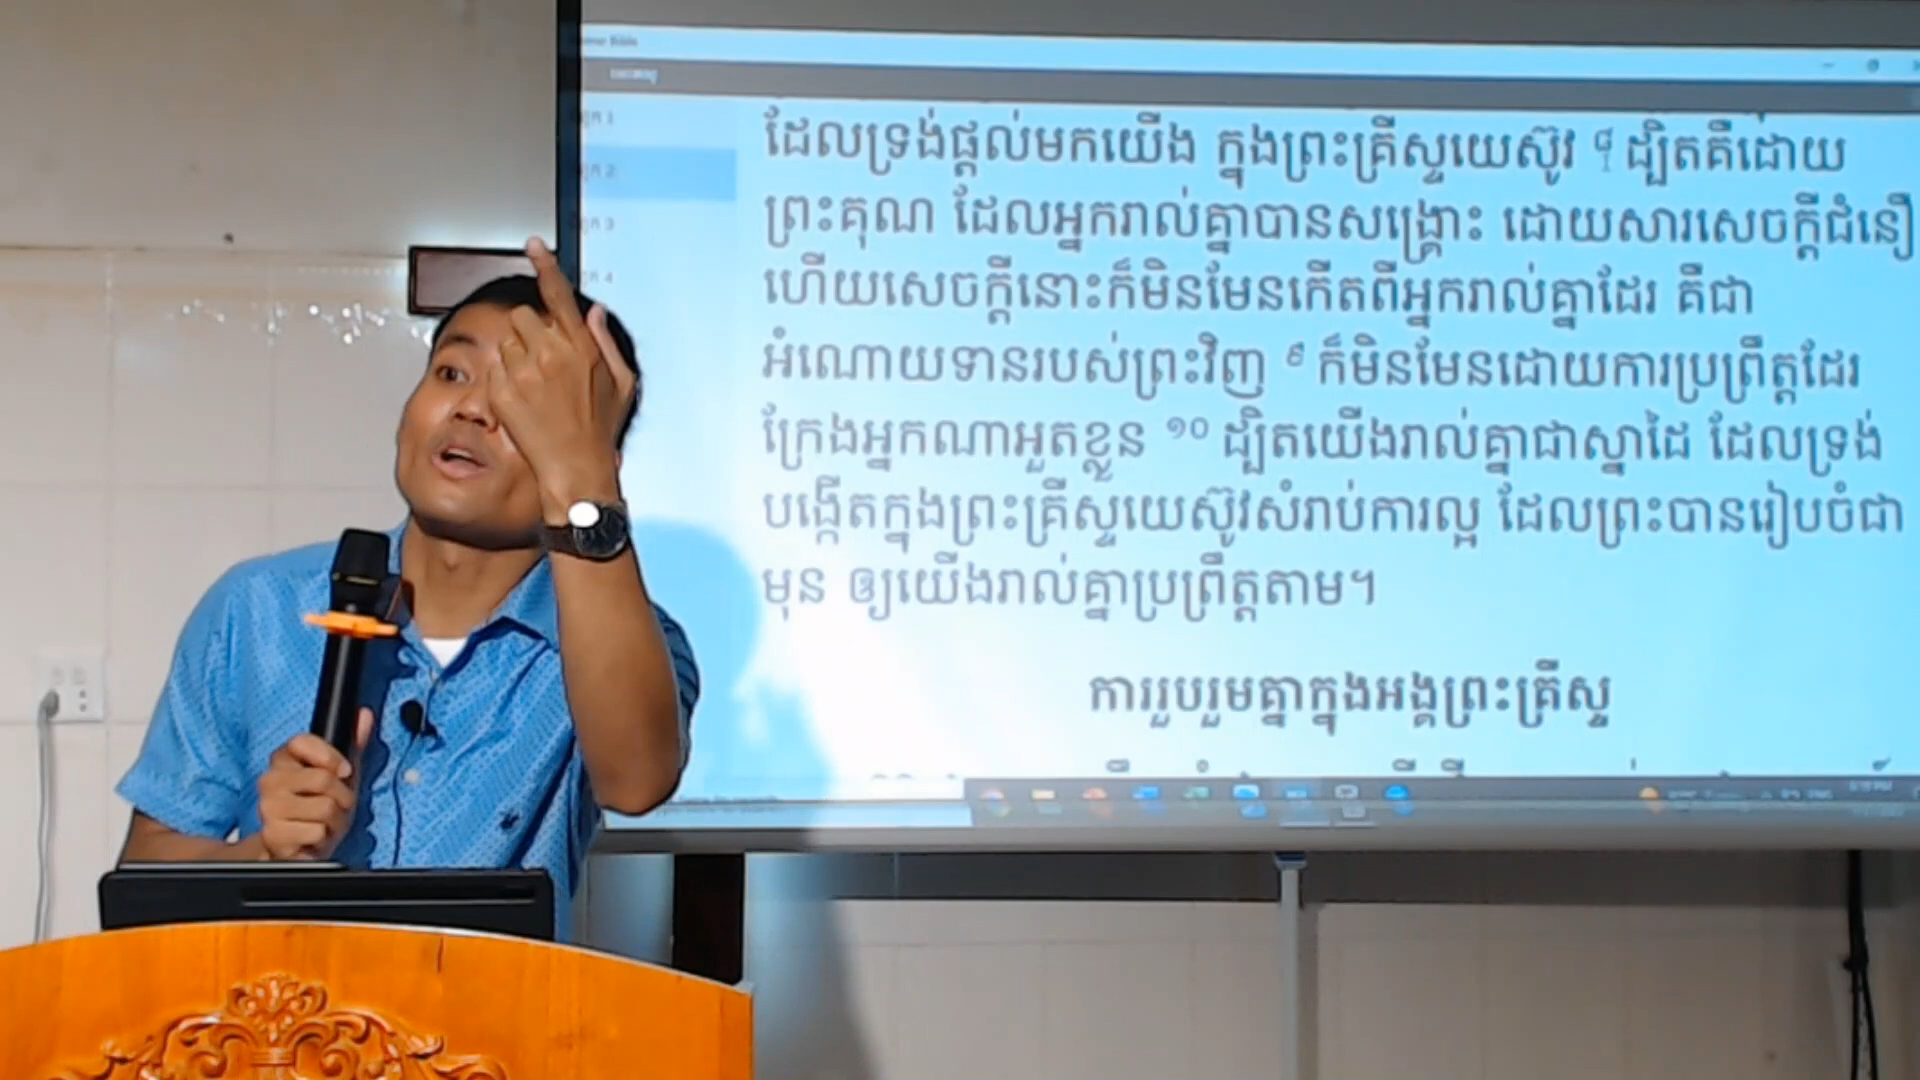 ដែលទ្រង់ផ្តល់មកយើង ក្នុងព្រះគ្រីស្ទយេស៊ូវ ៨ ដ្បិតគឺដោយ
ព្រះគុណ ដែលអ្នករាល់គ្នាបានសង្គ្រោះ ដោយសារសេចក្តីជំនឿ
ហើយសេចក្តីនោះក៏មិនមែនកើតពីអ្នករាល់គ្នាដែរ គឺជា
អំណោយទានរបស់ព្រះវិញ ៩ ក៏មិនមែនដោយការប្រព្រឹត្តដែរ
ក្រែងអ្នកណាអួតខ្លួន ១០ ដ្បិតយើងរាល់គ្នាជាស្នាដៃ ដែលទ្រង់
បង្កើតក្នុងព្រះគ្រីស្ទយេស៊ូវសំរាប់ការល្អ ដែលព្រះបានរៀបចំជា
មុន ឲ្យយើងរាល់គ្នាប្រព្រឹត្តតាម។
ការរួបរួមគ្នាក្នុងអង្គព្រះគ្រីស្ទ